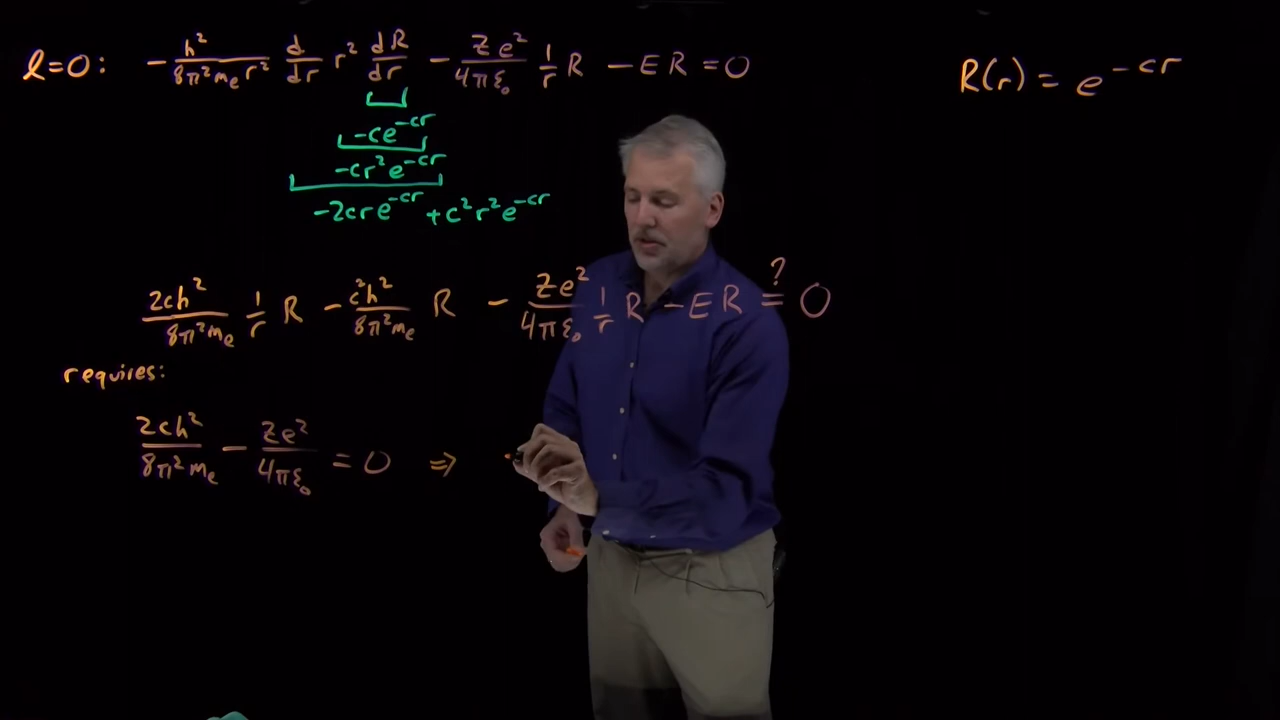 l=0: -h²/8π²mₑr² d/dr r² dR/dr - Ze²/4πε₀ 1/r R - ER = 0
R(r) = e^-cr
-ce^-cr
-cr²e^-cr
-2cre^-cr + c²r²e^-cr
2ch²/8π²mₑ 1/r R - c²h²/8π²mₑ R - Ze²/4πε₀ 1/r R - ER ?= 0
requires:
2ch²/8π²mₑ - Ze²/4πε₀ = 0 ⇒